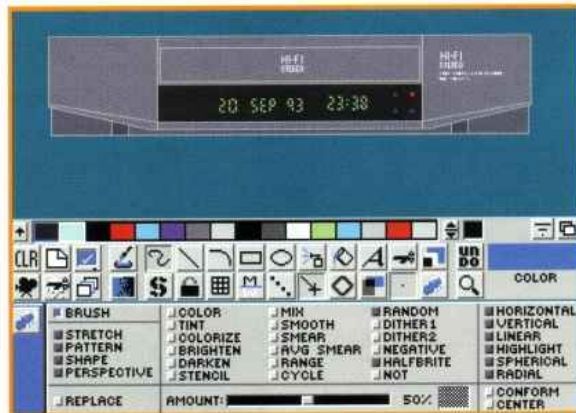 HI-FI
20 SEP 93 23:38
HI-FI
CLR
A
UN
DO
$
M
COLOR
BRUSH
STRETCH
PATTERN
SHAPE
PERSPECTIVE
REPLACE
COLOR
TINT
COLORIZE
BRIGHTEN
DARKEN
STENCIL
MIX
SMOOTH
SMEAR
AVG SMEAR
RANGE
CYCLE
RANDOM
DITHER1
DITHER2
NEGATIVE
HALFBRITE
NOT
AMOUNT: 50%
HORIZONTAL
VERTICAL
LINEAR
HIGHLIGHT
SPHERICAL
RADIAL
CONFORM
CENTER